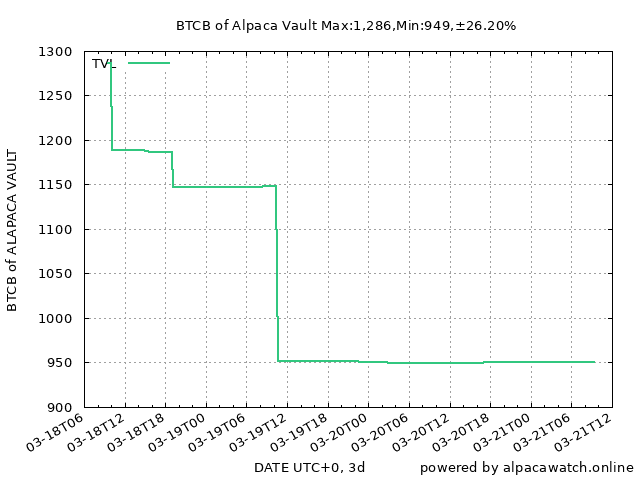 BTCB of Alpaca Vault Max:1,286,Min:949,±26.20%
TVL
BTCB of ALAPACA VAULT
1300
1250
1200
1150
1100
1050
1000
950
900
03-18T06
03-18T12
03-18T18
03-19T00
03-19T06
03-19T12
03-19T18
03-20T00
03-20T06
03-20T12
03-20T18
03-21T00
03-21T06
03-21T12
DATE UTC+0, 3d
powered by alpacawatch.online